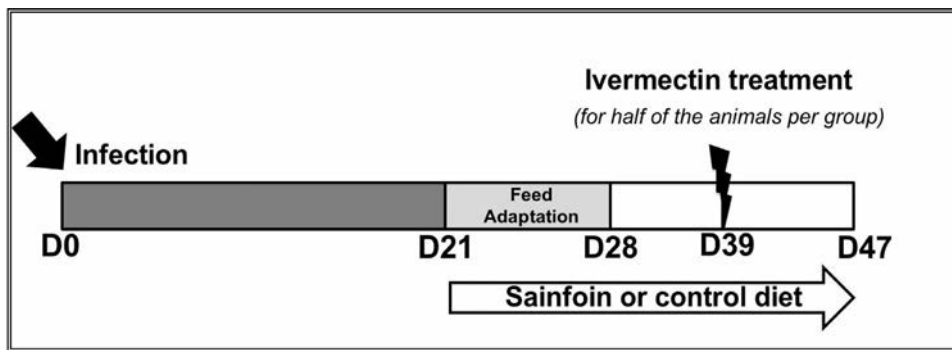 Ivermectin treatment
(for half of the animals per group)
Infection
Feed
Adaptation
D0
D21
D28
D39
D47
Sainfoin or control diet